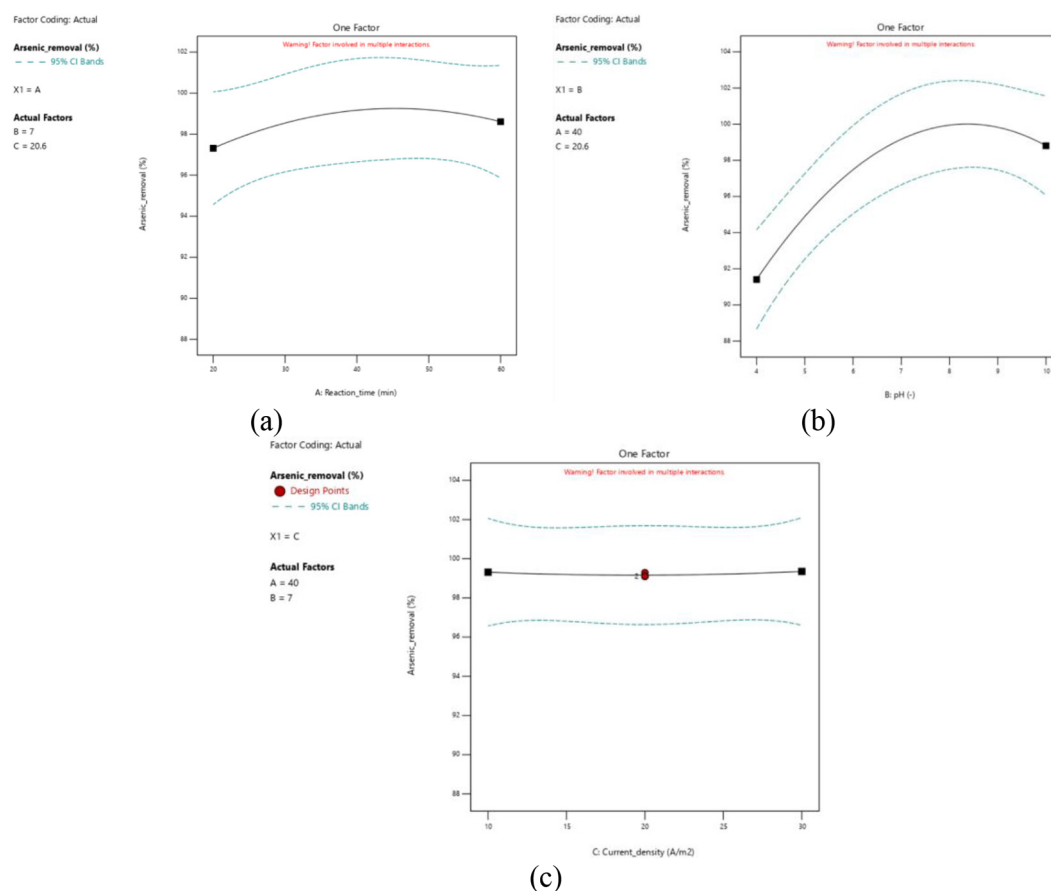 Factor Coding: Actual
Arsenic_removal (%)
95% CI Bands
X1 = A
Actual Factors
B = 7
C = 20.6
One Factor
Warning! Factor involved in multiple interactions.
Arsenic_removal (%)
102
100
98
96
94
92
90
88
20
30
40
50
60
A: Reaction_time (min)
(a)
Factor Coding: Actual
Arsenic_removal (%)
95% CI Bands
X1 = B
Actual Factors
A = 40
C = 20.6
One Factor
Warning! Factor involved in multiple interactions.
Arsenic_removal (%)
104
102
100
98
96
94
92
90
88
4
5
6
7
8
9
10
B: pH (-)
(b)
Factor Coding: Actual
Arsenic_removal (%)
Design Points
95% CI Bands
X1 = C
Actual Factors
A = 40
B = 7
One Factor
Warning! Factor involved in multiple interactions.
Arsenic_removal (%)
104
102
100
98
96
94
92
90
88
2
10
15
20
25
30
C: Current_density (A/m2)
(c)